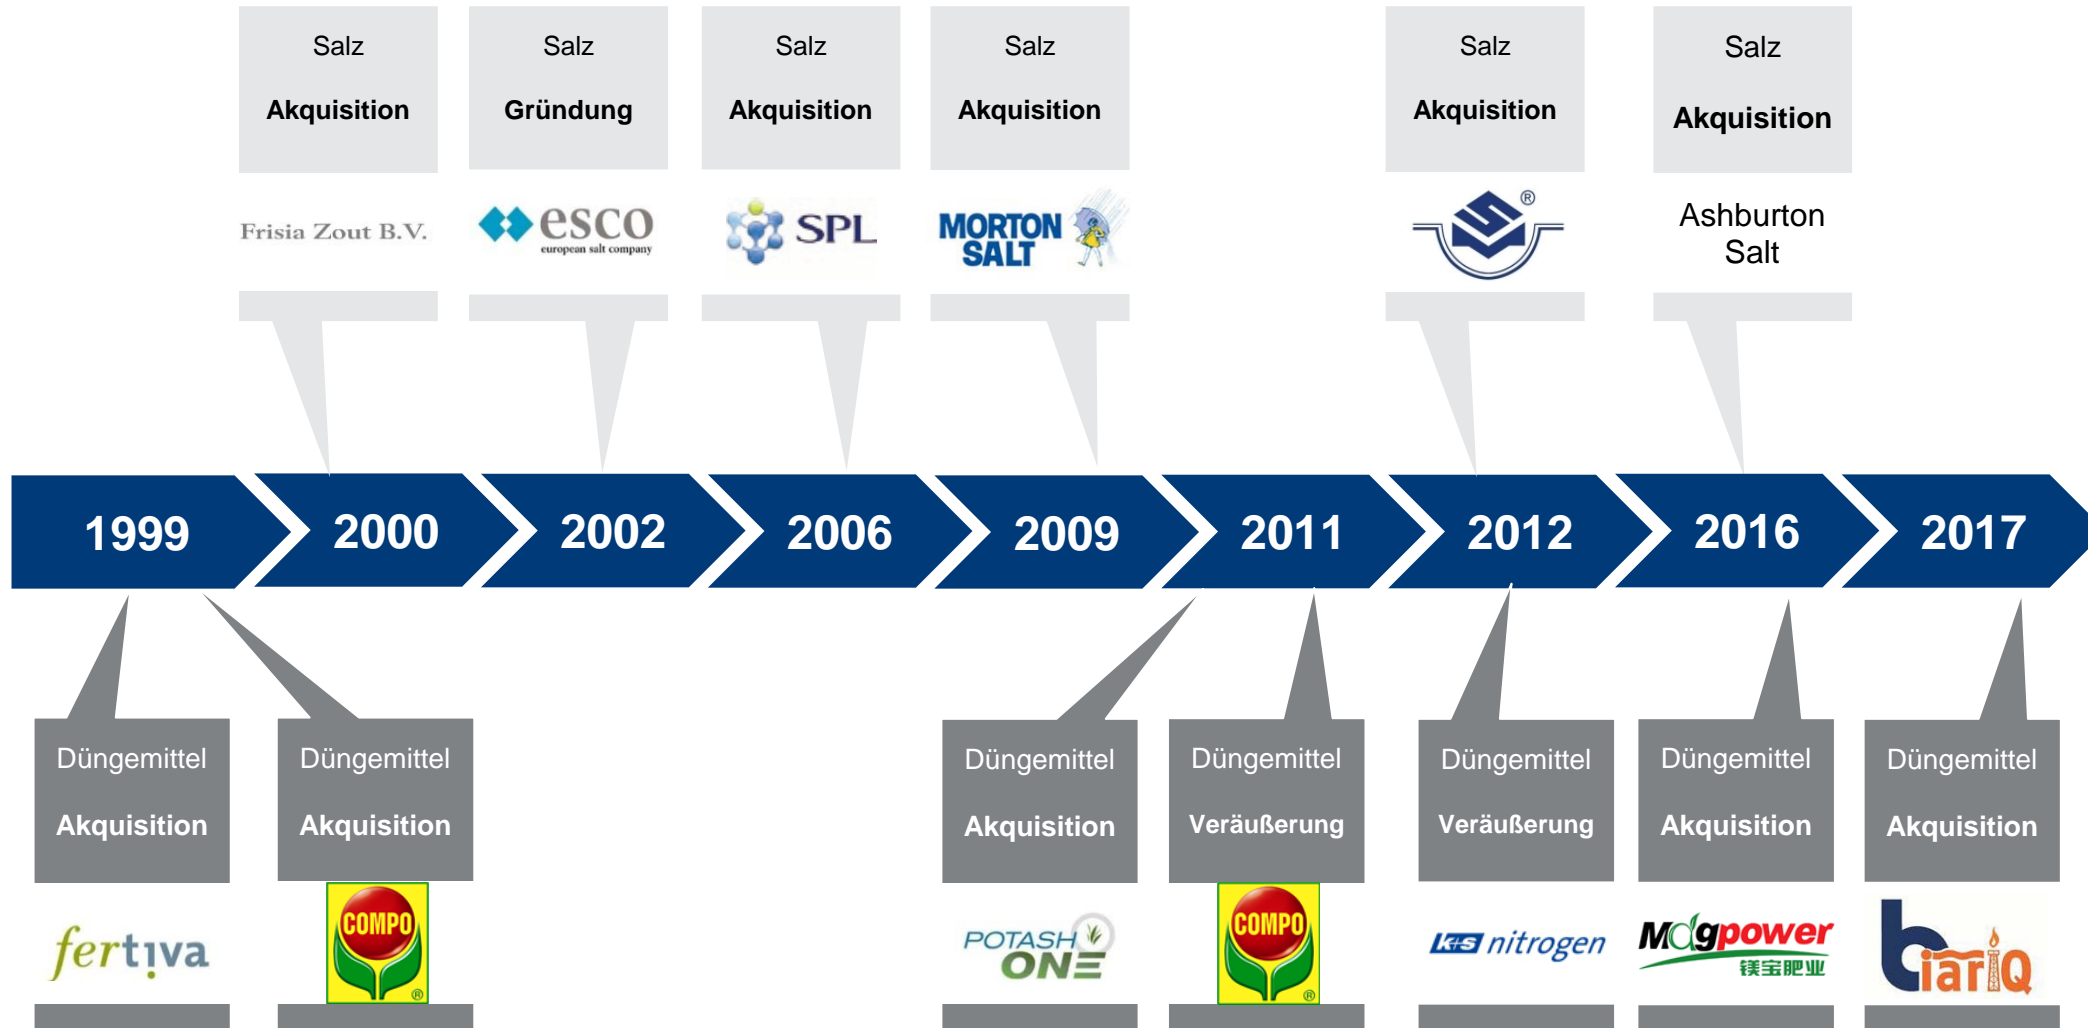 Salz
Akquisition
Frisia Zout B.V.
Salz
Gründung
esco
european salt company
Salz
Akquisition
SPL
Salz
Akquisition
MORTON
SALT
Salz
Akquisition
®
Salz
Akquisition
Ashburton
Salt
1999
2000
2002
2006
2009
2011
2012
2016
2017
Düngemittel
Akquisition
fertiva
Düngemittel
Akquisition
COMPO
®
Düngemittel
Akquisition
POTASH
ONE
Düngemittel
Veräußerung
COMPO
®
Düngemittel
Veräußerung
K+S nitrogen
Düngemittel
Akquisition
Magpower
镁宝肥业
Düngemittel
Akquisition
biariQ